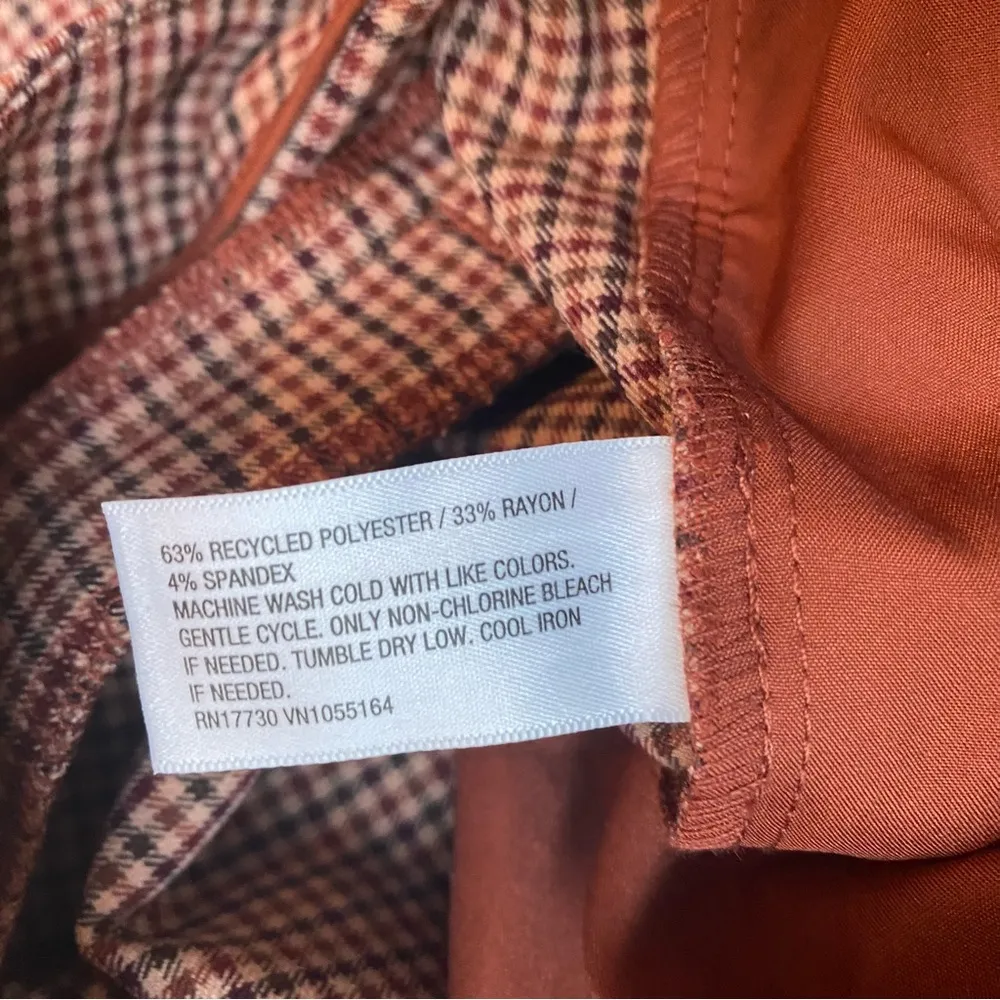 63% RECYCLED POLYESTER / 33% RAYON /
4% SPANDEX
MACHINE WASH COLD WITH LIKE COLORS.
GENTLE CYCLE. ONLY NON-CHLORINE BLEACH
IF NEEDED. TUMBLE DRY LOW. COOL IRON
IF NEEDED.
RN17730 VN1055164